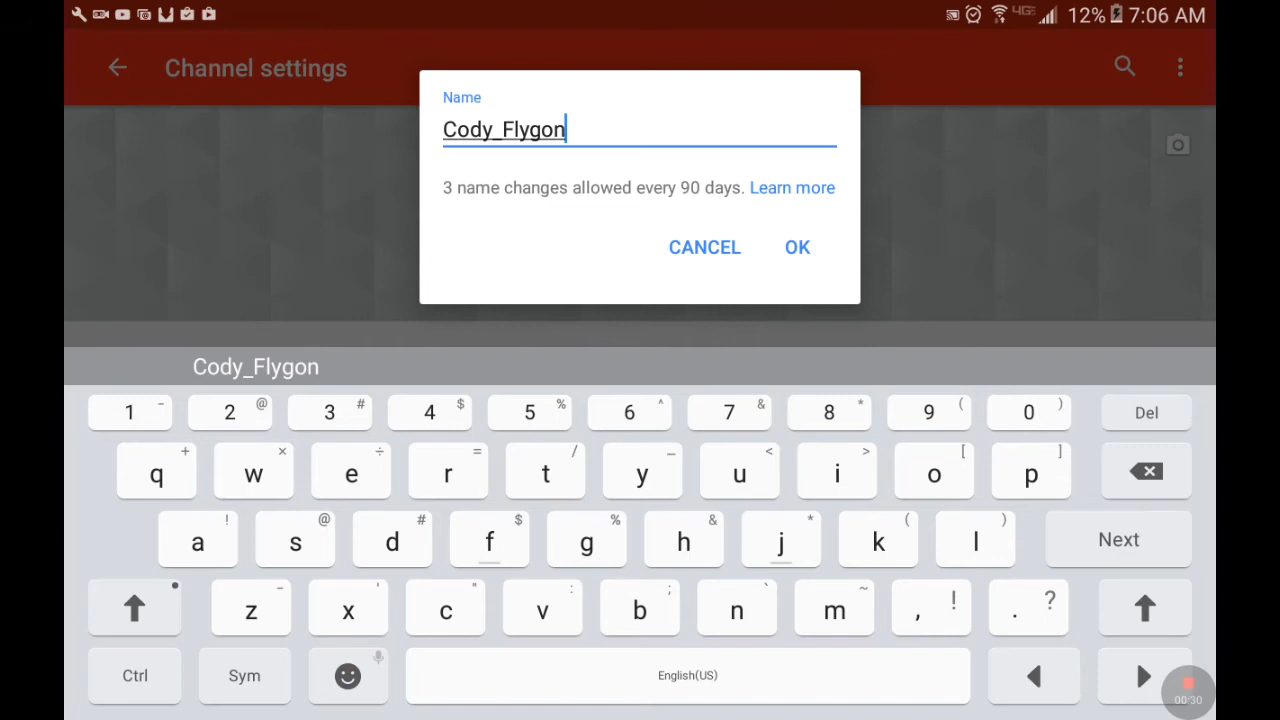 12% 7:06 AM
Channel settings
Name
Cody_Flygon
3 name changes allowed every 90 days. Learn more
CANCEL OK
Cody_Flygon
1 - 2 @ 3 # 4 $ 5 % 6 ^ 7 & 8 * 9 ( 0 ) Del
q + w × e ÷ r = t / y _ u < i > o [ p ]
a ! s @ d # f $ g % h & j * k ( l ) Next
z - x ' c " v : b ; n ` m ~ , ! . ?
Ctrl Sym English(US)
00:30